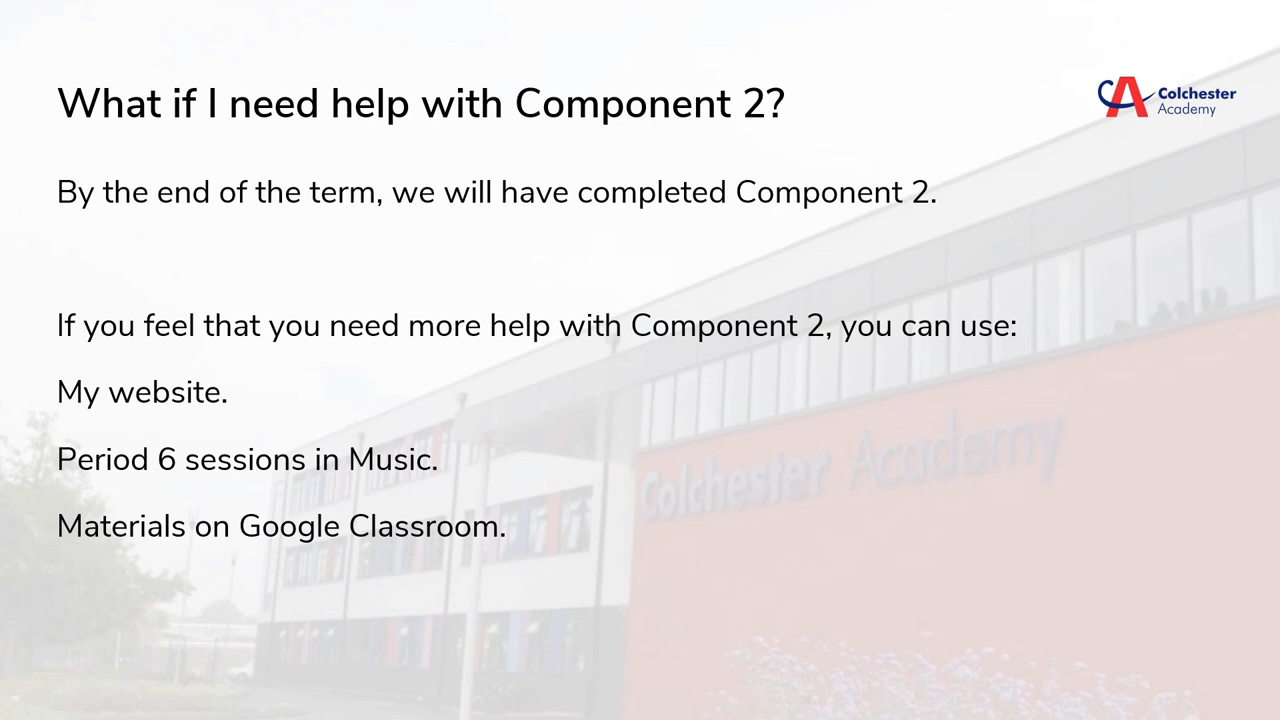 What if I need help with Component 2?
Colchester
Academy
By the end of the term, we will have completed Component 2.
If you feel that you need more help with Component 2, you can use:
My website.
Period 6 sessions in Music.
Materials on Google Classroom.
Colchester Academy